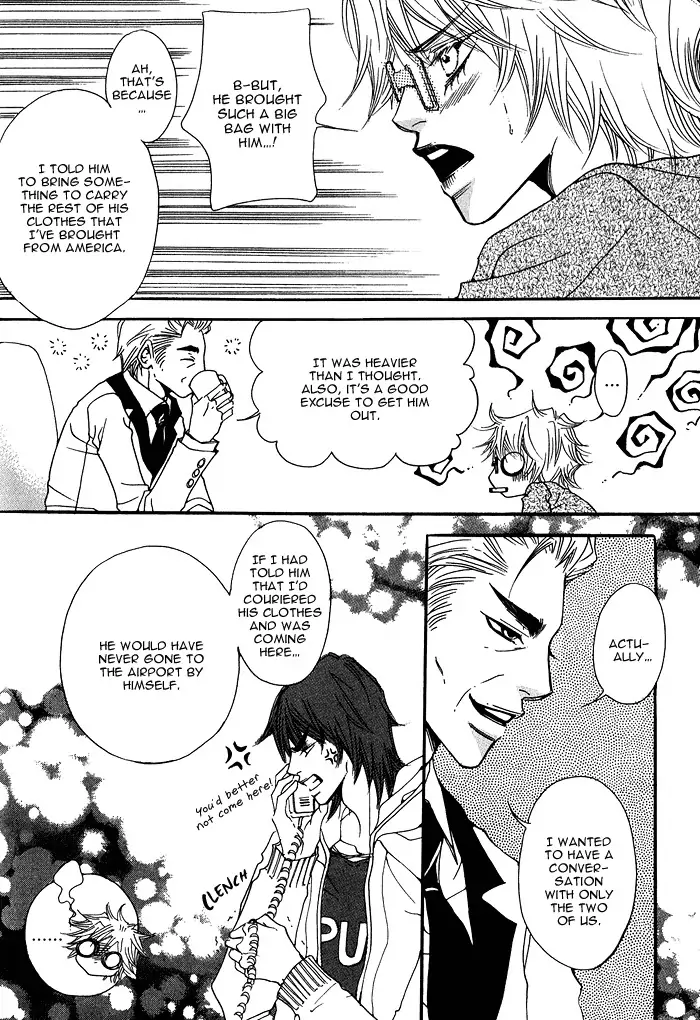 B-BUT,
HE BROUGHT
SUCH A BIG
BAG WITH
HIM...!
AH,
THAT'S
BECAUSE
...
I TOLD HIM
TO BRING SOME-
THING TO CARRY
THE REST OF HIS
CLOTHES THAT
I'VE BROUGHT
FROM AMERICA.
...
IT WAS HEAVIER
THAN I THOUGHT.
ALSO, IT'S A GOOD
EXCUSE TO GET HIM
OUT.
ACTU-
ALLY...
I WANTED
TO HAVE A
CONVER-
SATION
WITH ONLY
THE TWO
OF US.
IF I HAD
TOLD HIM
THAT I'D
COURIERED
HIS CLOTHES
AND WAS
COMING
HERE...
HE WOULD HAVE
NEVER GONE TO
THE AIRPORT BY
HIMSELF.
You'd better
not come here!
CLENCH
PU
.......